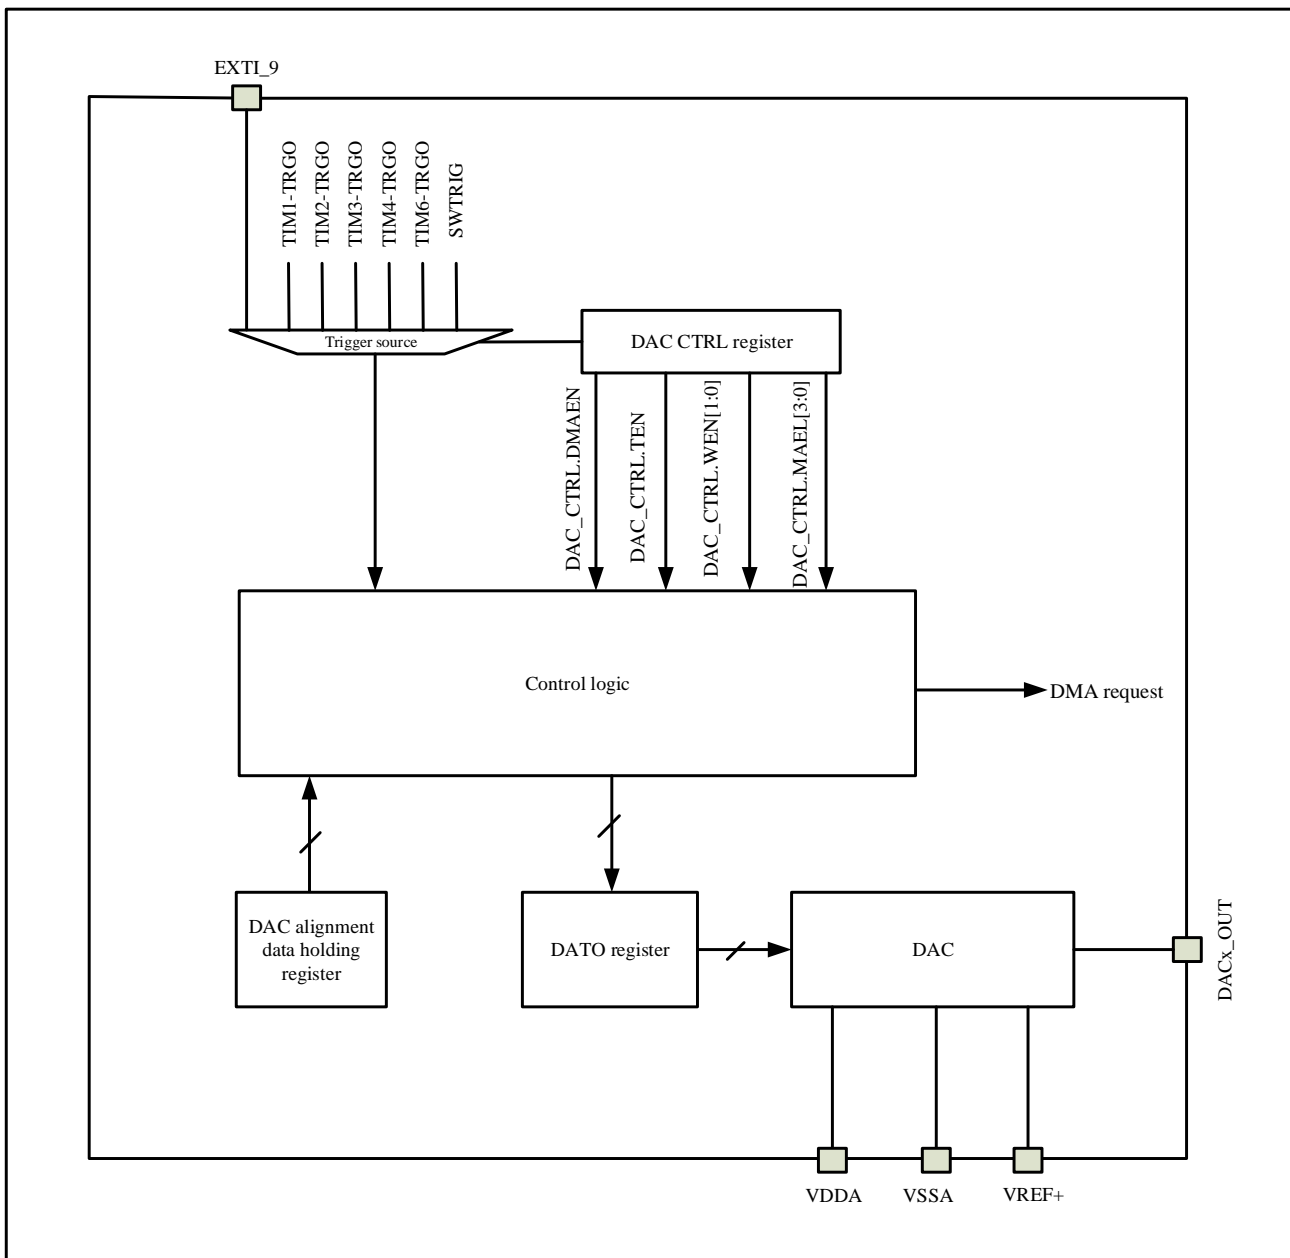 EXTI_9
TIM1-TRGO
TIM2-TRGO
TIM3-TRGO
TIM4-TRGO
TIM6-TRGO
SWTRIG
Trigger source
DAC CTRL register
DAC_CTRL.DMAEN
DAC_CTRL.TEN
DAC_CTRL.WEN[1:0]
DAC_CTRL.MAEL[3:0]
Control logic
DMA request
DAC alignment
data holding
register
DATO register
DAC
DACx_OUT
VDDA
VSSA
VREF+